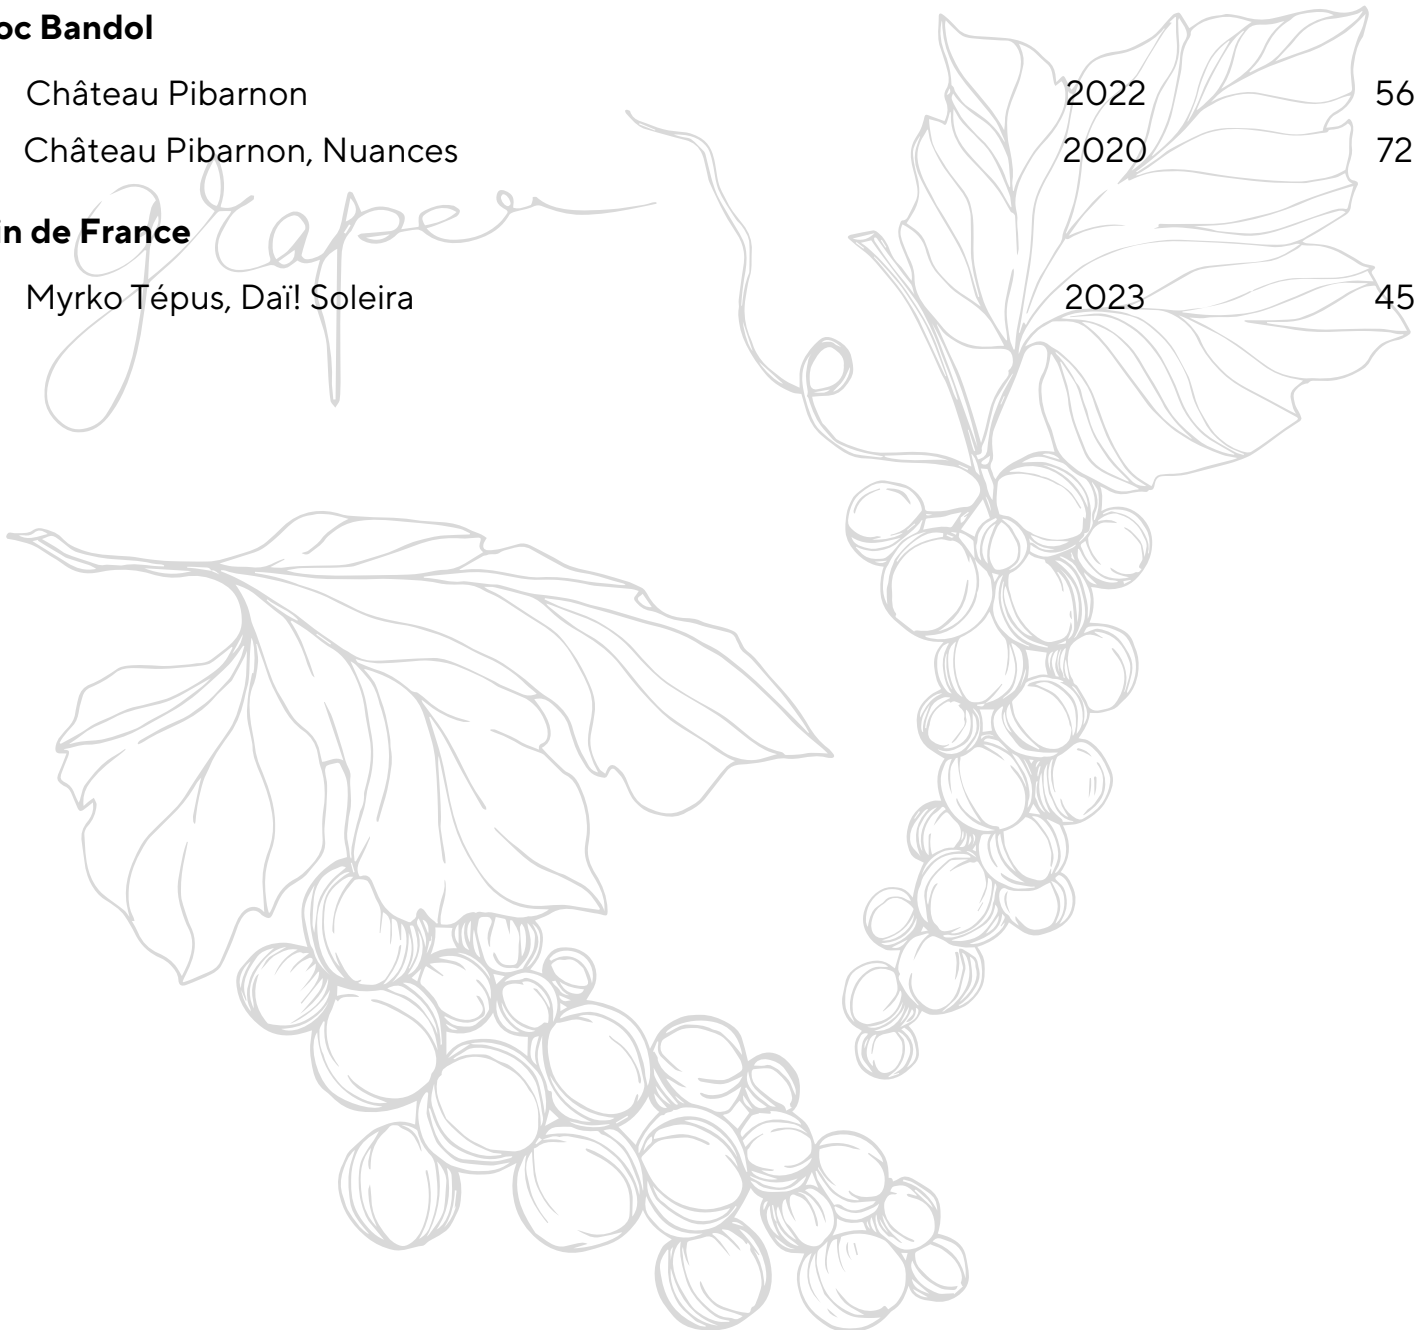 oc Bandol
Château Pibarnon 2022 56
Château Pibarnon, Nuances 2020 72
in de France
Myrko Tépus, Daï! Soleira 2023 45
grapes